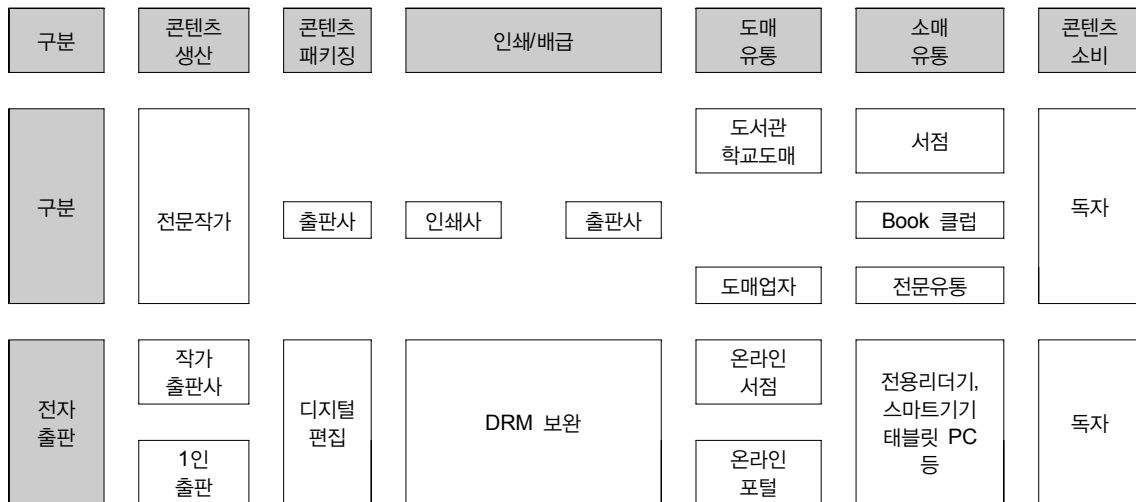 구분
콘텐츠
생산
콘텐츠
패키징
인쇄/배급
도매
유통
소매
유통
콘텐츠
소비
구분
전문작가
출판사
인쇄사
출판사
도서관
학교도매
도매업자
서점
Book 클럽
전문유통
독자
전자
출판
작가
출판사
1인
출판
디지털
편집
DRM 보완
온라인
서점
온라인
포털
전용리더기,
스마트기기
태블릿 PC
등
독자